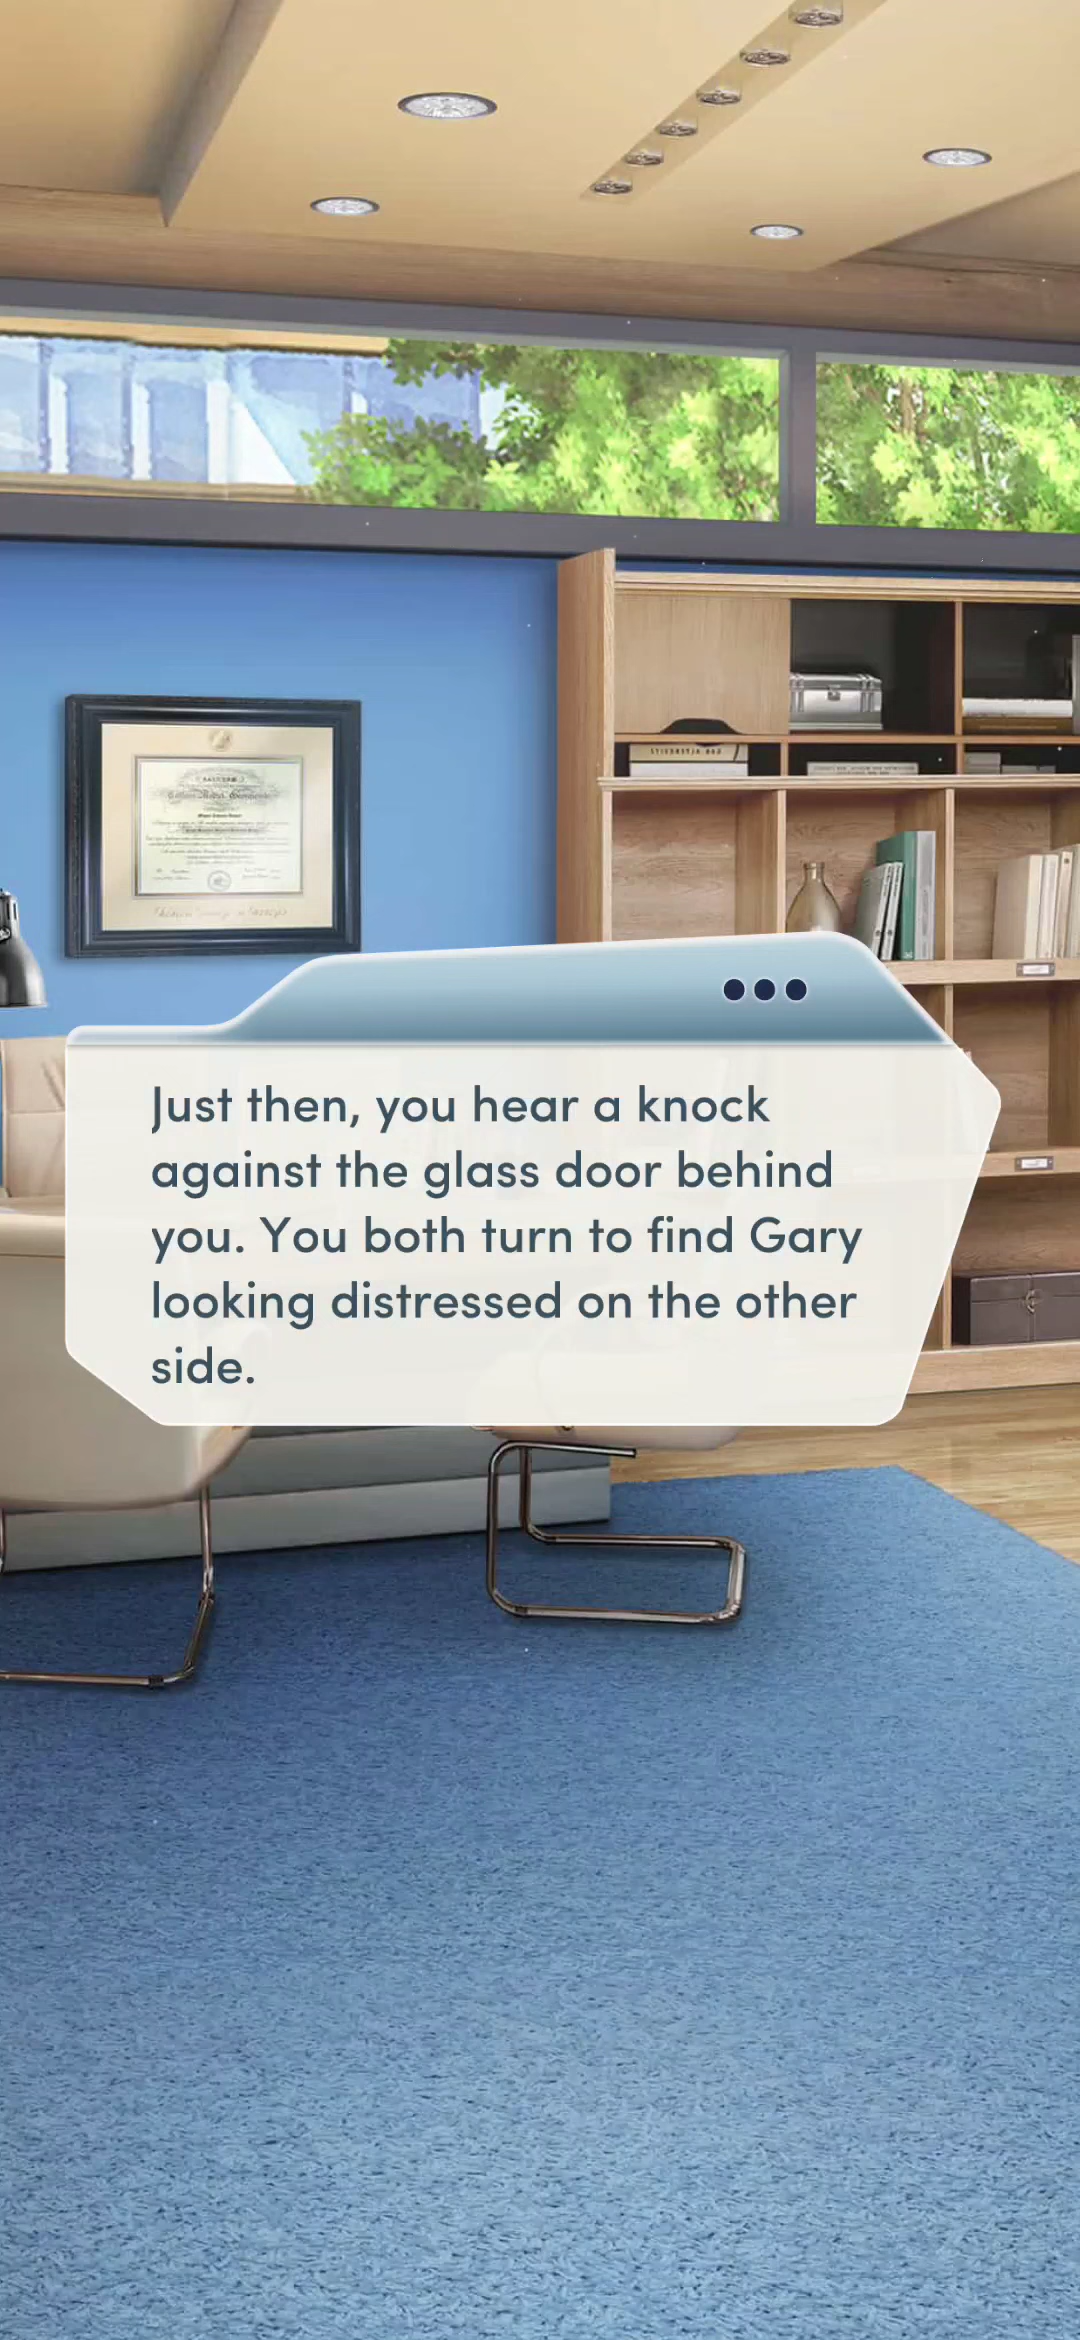 Just then, you hear a knock
against the glass door behind
you. You both turn to find Gary
looking distressed on the other
side.